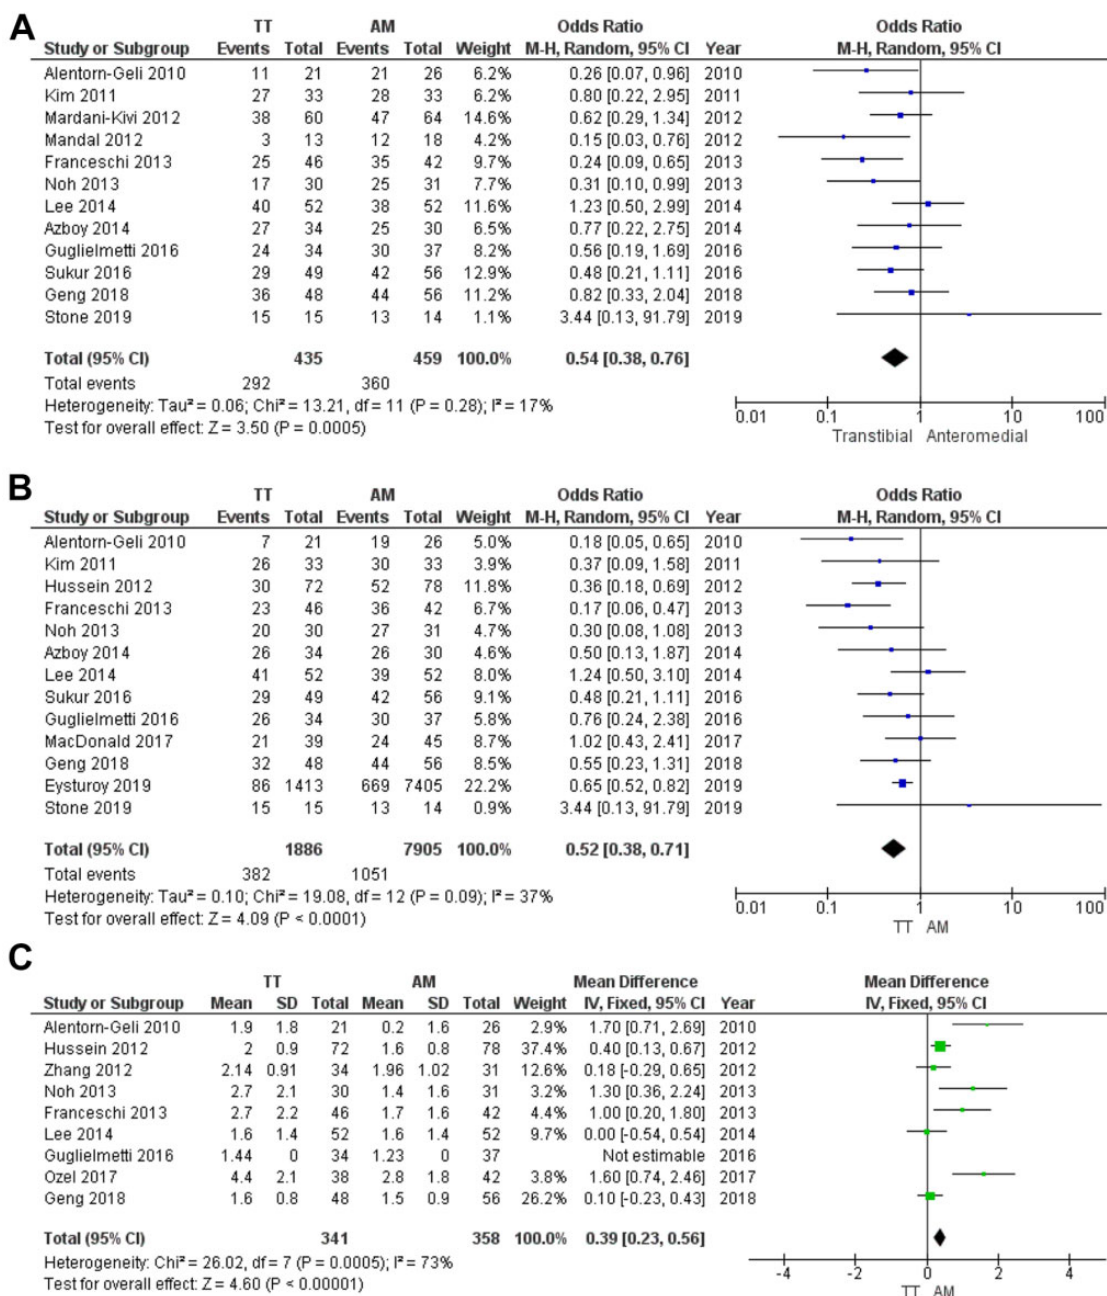 A
TT AM Odds Ratio Odds Ratio
Study or Subgroup Events Total Events Total Weight M-H, Random, 95% CI Year M-H, Random, 95% CI
Alentorn-Geli 2010 11 21 21 26 6.2% 0.26 [0.07, 0.96] 2010
Kim 2011 27 33 28 33 6.2% 0.80 [0.22, 2.95] 2011
Mardani-Kivi 2012 38 60 47 64 14.6% 0.62 [0.29, 1.34] 2012
Mandal 2012 3 13 12 18 4.2% 0.15 [0.03, 0.76] 2012
Franceschi 2013 25 46 35 42 9.7% 0.24 [0.09, 0.65] 2013
Noh 2013 17 30 25 31 7.7% 0.31 [0.10, 0.99] 2013
Lee 2014 40 52 38 52 11.6% 1.23 [0.50, 2.99] 2014
Azboy 2014 27 34 25 30 6.5% 0.77 [0.22, 2.75] 2014
Guglielmetti 2016 24 34 30 37 8.2% 0.56 [0.19, 1.69] 2016
Sukur 2016 29 49 42 56 12.9% 0.48 [0.21, 1.11] 2016
Geng 2018 36 48 44 56 11.2% 0.82 [0.33, 2.04] 2018
Stone 2019 15 15 13 14 1.1% 3.44 [0.13, 91.79] 2019
Total (95% CI) 435 459 100.0% 0.54 [0.38, 0.76]
Total events 292 360
Heterogeneity: Tau² = 0.06; Chi² = 13.21, df = 11 (P = 0.28); I² = 17%
Test for overall effect: Z = 3.50 (P = 0.0005)
0.01 0.1 1 10 100
Transtibial Anteromedial
B
TT AM Odds Ratio Odds Ratio
Study or Subgroup Events Total Events Total Weight M-H, Random, 95% CI Year M-H, Random, 95% CI
Alentorn-Geli 2010 7 21 19 26 5.0% 0.18 [0.05, 0.65] 2010
Kim 2011 26 33 30 33 3.9% 0.37 [0.09, 1.58] 2011
Hussein 2012 30 72 52 78 11.8% 0.36 [0.18, 0.69] 2012
Franceschi 2013 23 46 36 42 6.7% 0.17 [0.06, 0.47] 2013
Noh 2013 20 30 27 31 4.7% 0.30 [0.08, 1.08] 2013
Azboy 2014 26 34 26 30 4.6% 0.50 [0.13, 1.87] 2014
Lee 2014 41 52 39 52 8.0% 1.24 [0.50, 3.10] 2014
Sukur 2016 29 49 42 56 9.1% 0.48 [0.21, 1.11] 2016
Guglielmetti 2016 26 34 30 37 5.8% 0.76 [0.24, 2.38] 2016
MacDonald 2017 21 39 24 45 8.7% 1.02 [0.43, 2.41] 2017
Geng 2018 32 48 44 56 8.5% 0.55 [0.23, 1.31] 2018
Eysturoy 2019 86 1413 669 7405 22.2% 0.65 [0.52, 0.82] 2019
Stone 2019 15 15 13 14 0.9% 3.44 [0.13, 91.79] 2019
Total (95% CI) 1886 7905 100.0% 0.52 [0.38, 0.71]
Total events 382 1051
Heterogeneity: Tau² = 0.10; Chi² = 19.08, df = 12 (P = 0.09); I² = 37%
Test for overall effect: Z = 4.09 (P < 0.0001)
0.01 0.1 1 10 100
TT AM
C
TT AM Mean Difference Mean Difference
Study or Subgroup Mean SD Total Mean SD Total Weight IV, Fixed, 95% CI Year IV, Fixed, 95% CI
Alentorn-Geli 2010 1.9 1.8 21 0.2 1.6 26 2.9% 1.70 [0.71, 2.69] 2010
Hussein 2012 2 0.9 72 1.6 0.8 78 37.4% 0.40 [0.13, 0.67] 2012
Zhang 2012 2.14 0.91 34 1.96 1.02 31 12.6% 0.18 [-0.29, 0.65] 2012
Noh 2013 2.7 2.1 30 1.4 1.6 31 3.2% 1.30 [0.36, 2.24] 2013
Franceschi 2013 2.7 2.2 46 1.7 1.6 42 4.4% 1.00 [0.20, 1.80] 2013
Lee 2014 1.6 1.4 52 1.6 1.4 52 9.7% 0.00 [-0.54, 0.54] 2014
Guglielmetti 2016 1.44 0 34 1.23 0 37 Not estimable 2016
Ozel 2017 4.4 2.1 38 2.8 1.8 42 3.8% 1.60 [0.74, 2.46] 2017
Geng 2018 1.6 0.8 48 1.5 0.9 56 26.2% 0.10 [-0.23, 0.43] 2018
Total (95% CI) 341 358 100.0% 0.39 [0.23, 0.56]
Heterogeneity: Chi² = 26.02, df = 7 (P = 0.0005); I² = 73%
Test for overall effect: Z = 4.60 (P < 0.00001)
-4 -2 0 2 4
TT AM